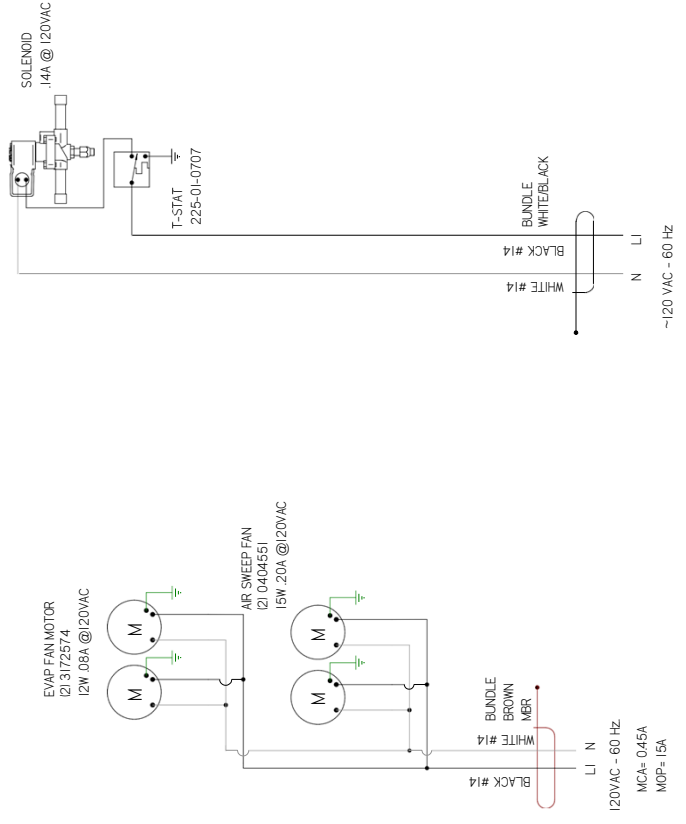 SOLENOID
.14A @ 120VAC
T-STAT
225-01-0707
BUNDLE
WHITE/BLACK
BLACK #14
WHITE #14
L1
N
~120 VAC - 60 Hz
EVAP FAN MOTOR
(2) 3172574
12W .08A @120VAC
M
M
AIR SWEEP FAN
(2) 0404551
15W .20A @120VAC
M
M
BUNDLE
BROWN
MBR
WHITE #14
BLACK #14
L1 N
120VAC - 60 HZ
MCA= 0.45A
MOP= 15A